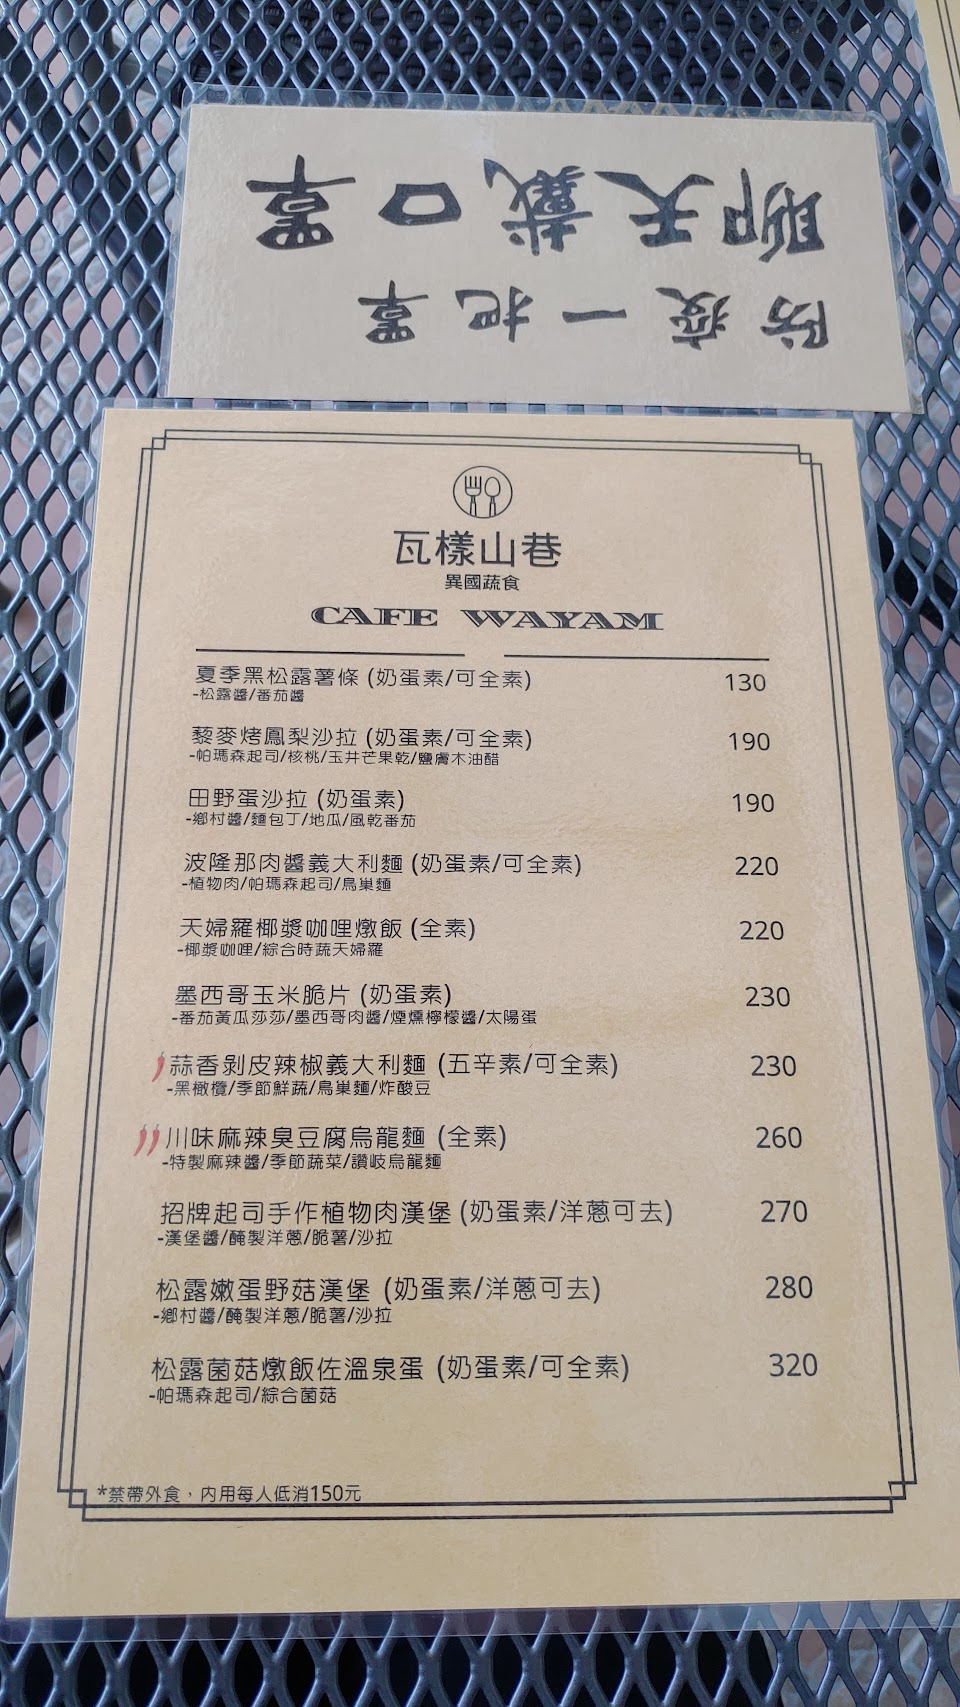 防疫一把罩
聊天戴口罩
瓦樣山巷
異國蔬食
CAFE WAYAM
夏季黑松露薯條 (奶蛋素/可全素) 130
-松露醬/番茄醬
藜麥烤鳳梨沙拉 (奶蛋素/可全素) 190
-帕瑪森起司/核桃/玉井芒果乾/鹽膚木油醋
田野蛋沙拉 (奶蛋素) 190
-鄉村醬/麵包丁/地瓜/風乾番茄
波隆那肉醬義大利麵 (奶蛋素/可全素) 220
-植物肉/帕瑪森起司/鳥巢麵
天婦羅椰漿咖哩燉飯 (全素) 220
-椰漿咖哩/綜合時蔬天婦羅
墨西哥玉米脆片 (奶蛋素) 230
-番茄黃瓜莎莎/墨西哥肉醬/煙燻檸檬醬/太陽蛋
蒜香剝皮辣椒義大利麵 (五辛素/可全素) 230
-黑橄欖/季節鮮蔬/鳥巢麵/炸酸豆
川味麻辣臭豆腐烏龍麵 (全素) 260
-特製麻辣醬/季節蔬菜/讚岐烏龍麵
招牌起司手作植物肉漢堡 (奶蛋素/洋蔥可去) 270
-漢堡醬/醃製洋蔥/脆薯/沙拉
松露嫩蛋野菇漢堡 (奶蛋素/洋蔥可去) 280
-鄉村醬/醃製洋蔥/脆薯/沙拉
松露菌菇燉飯佐溫泉蛋 (奶蛋素/可全素) 320
-帕瑪森起司/綜合菌菇
*禁帶外食，內用每人低消150元